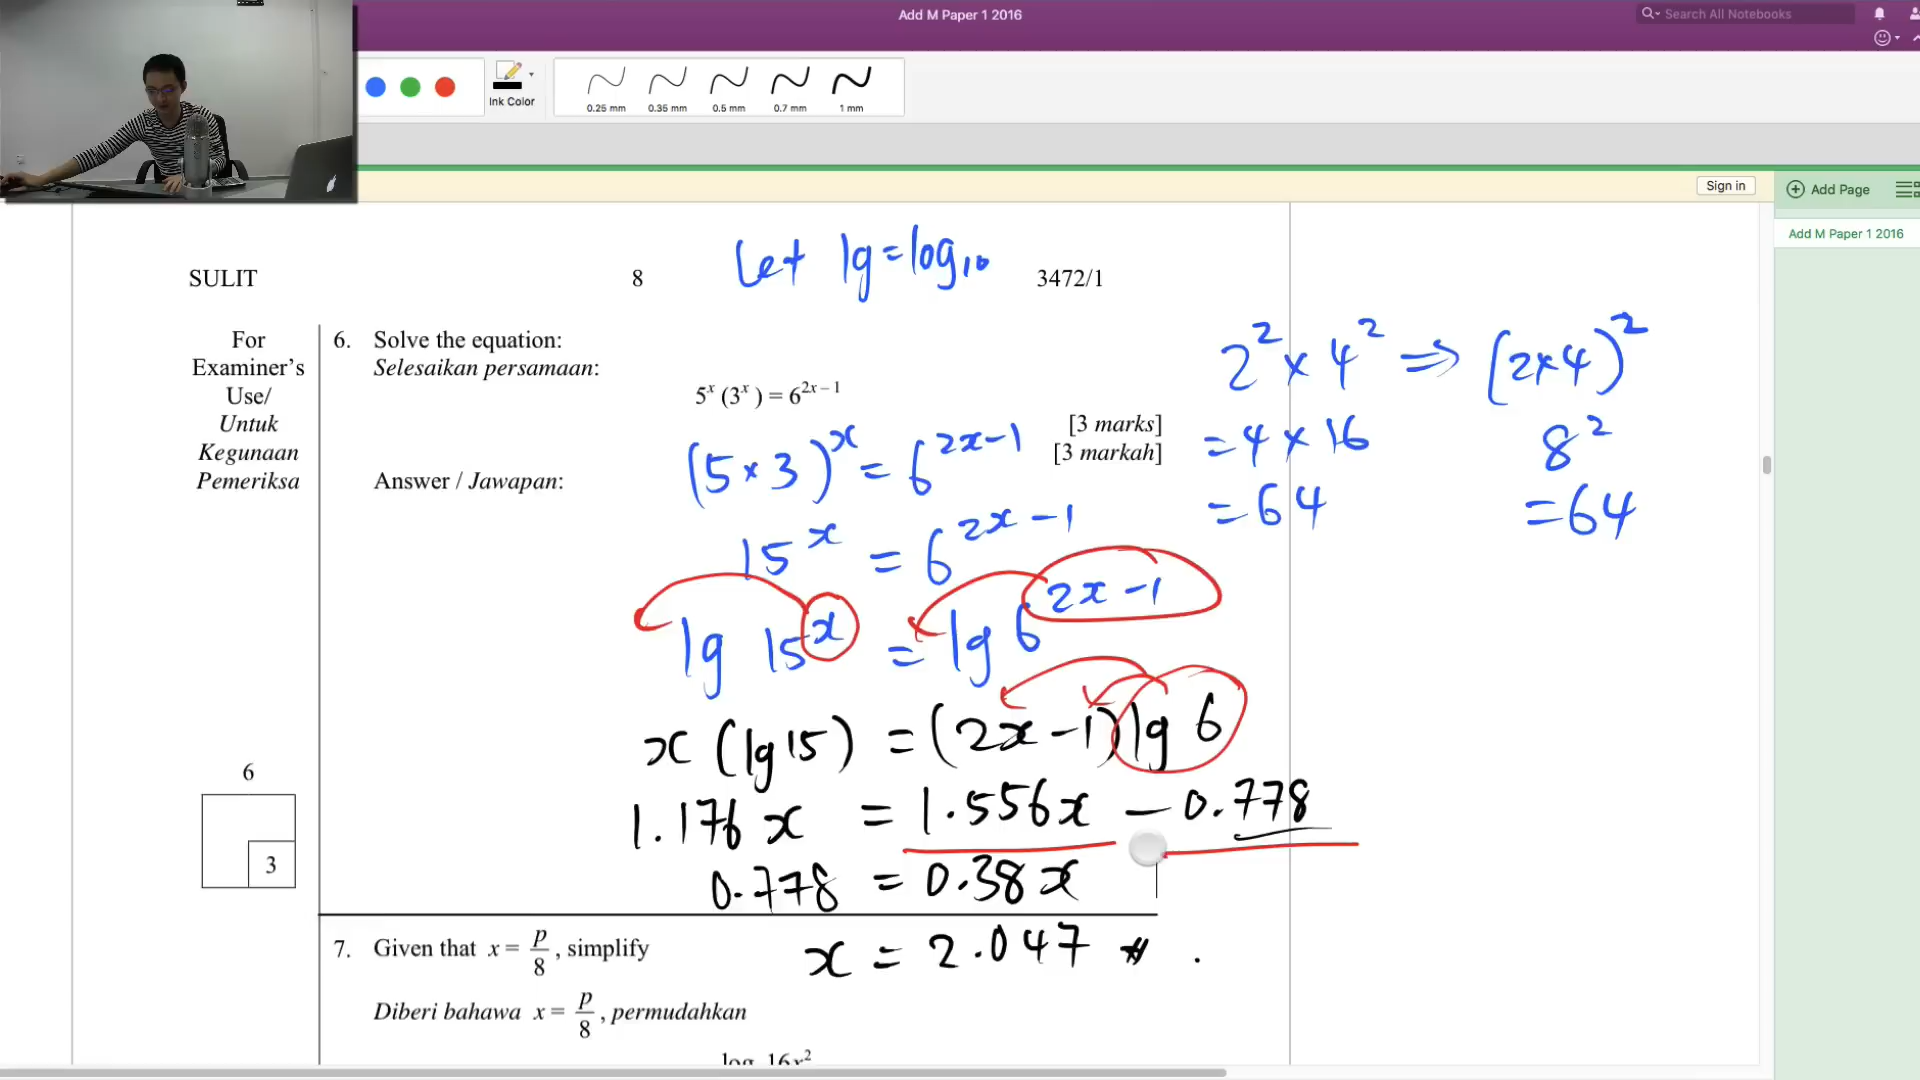 Add M Paper 1 2016
Search All Notebooks
Ink Color
0.25 mm 0.35 mm 0.5 mm 0.7 mm 1 mm
Sign in
Add Page
Add M Paper 1 2016
Let lg = log₁₀
SULIT 8 3472/1
For
Examiner's
Use/
Untuk
Kegunaan
Pemeriksa
6. Solve the equation:
Selesaikan persamaan:
5ˣ (3ˣ) = 6²ˣ⁻¹
[3 marks]
[3 markah]
Answer / Jawapan:
(5 × 3)ˣ = 6²ˣ⁻¹
15ˣ = 6²ˣ⁻¹
lg 15ˣ = lg 6²ˣ⁻¹
x (lg 15) = (2x − 1) lg 6
1.176x = 1.556x − 0.778
0.778 = 0.38x
x = 2.047
2² × 4² ⇒ (2×4)²
= 4 × 16
8²
= 64
= 64
6
3
7. Given that x = p/8 , simplify
Diberi bahawa x = p/8 , permudahkan
16x²